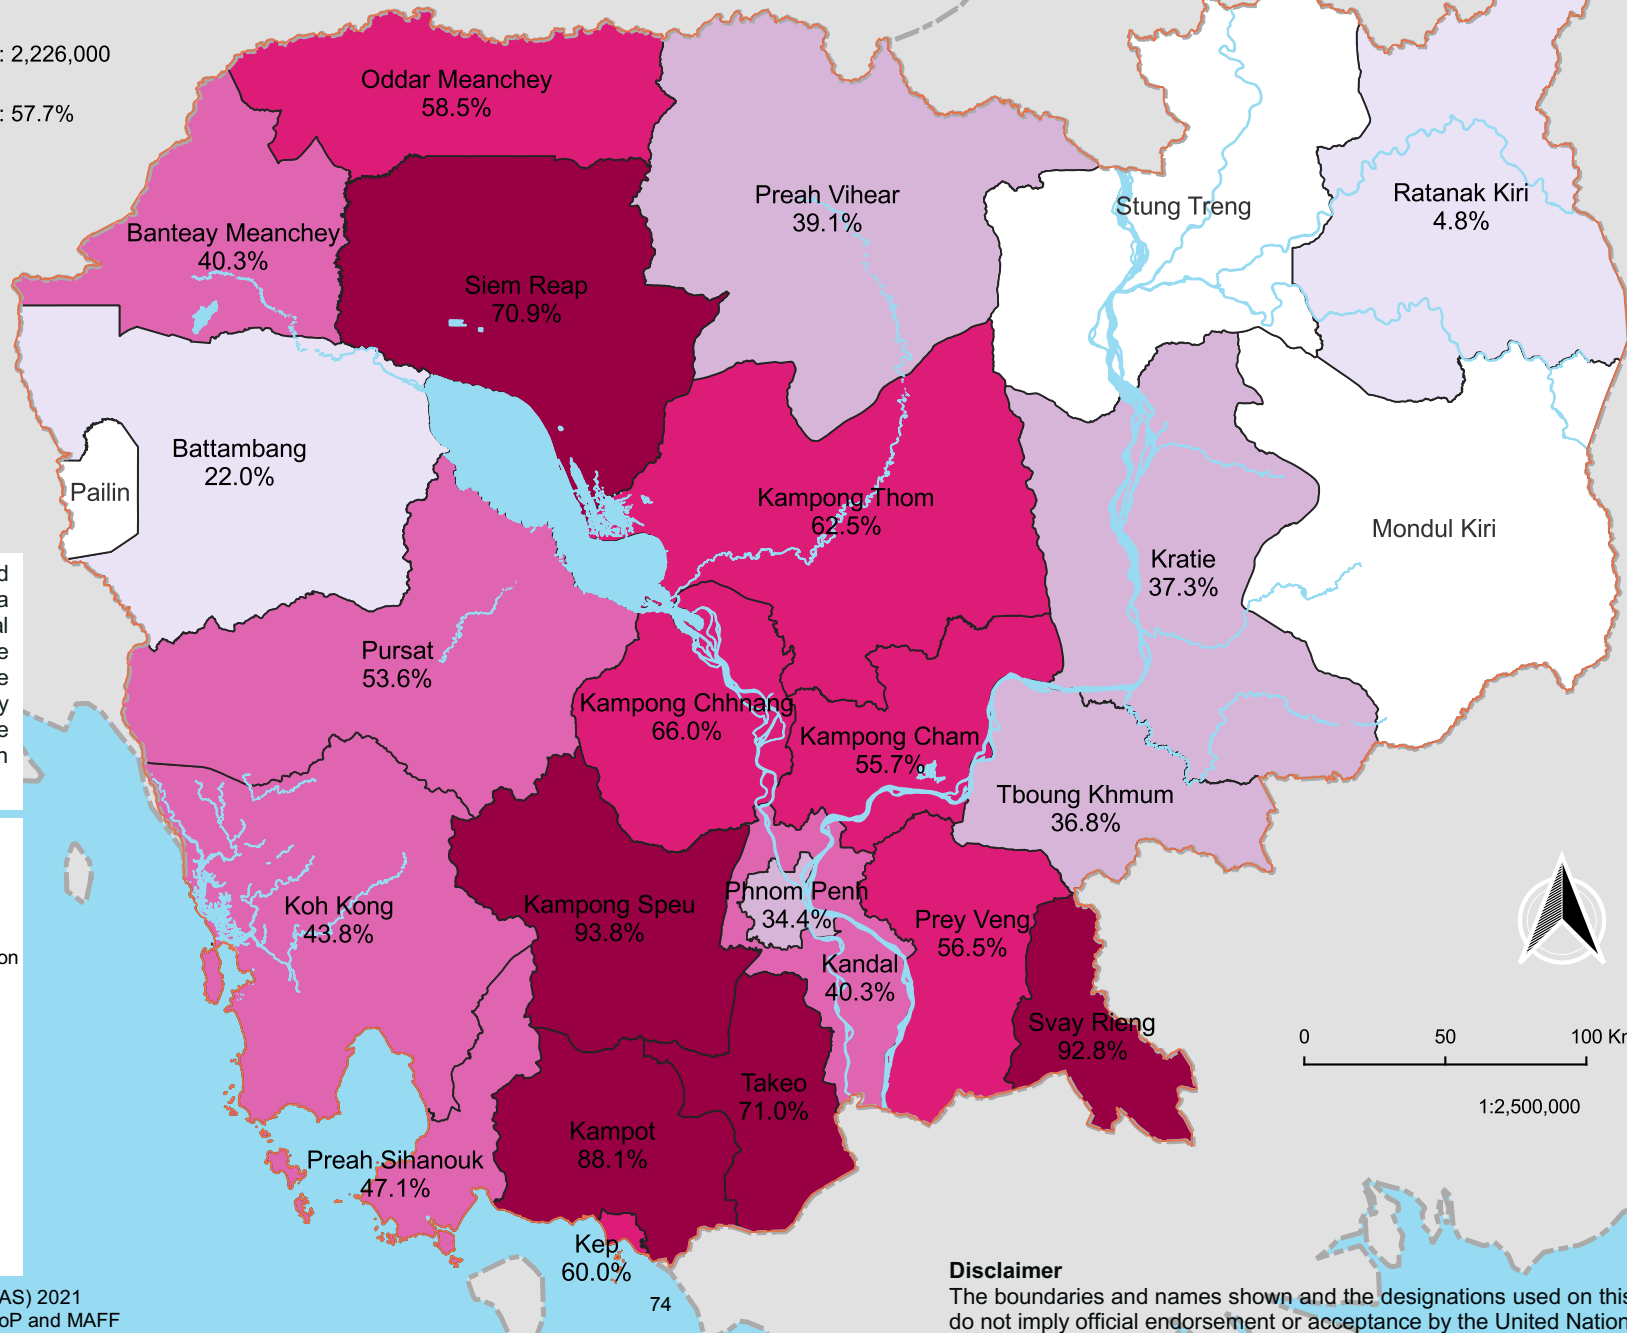 : 2,226,000
: 57.7%
Oddar Meanchey
58.5%
Banteay Meanchey
40.3%
Siem Reap
70.9%
Preah Vihear
39.1%
Stung Treng
Ratanak Kiri
4.8%
Battambang
22.0%
Pailin
Kampong Thom
62.5%
Kratie
37.3%
Mondul Kiri
Pursat
53.6%
Kampong Chhnang
66.0%
Kampong Cham
55.7%
Tboung Khmum
36.8%
Koh Kong
43.8%
Kampong Speu
93.8%
Phnom Penh
34.4%
Prey Veng
56.5%
Kandal
40.3%
Svay Rieng
92.8%
Takeo
71.0%
Kampot
88.1%
Preah Sihanouk
47.1%
Kep
60.0%
d
a
al
e
e
y
e
n
on
0 50 100 Km
1:2,500,000
74
AS) 2021
oP and MAFF
Disclaimer
The boundaries and names shown and the designations used on this
do not imply official endorsement or acceptance by the United Nation